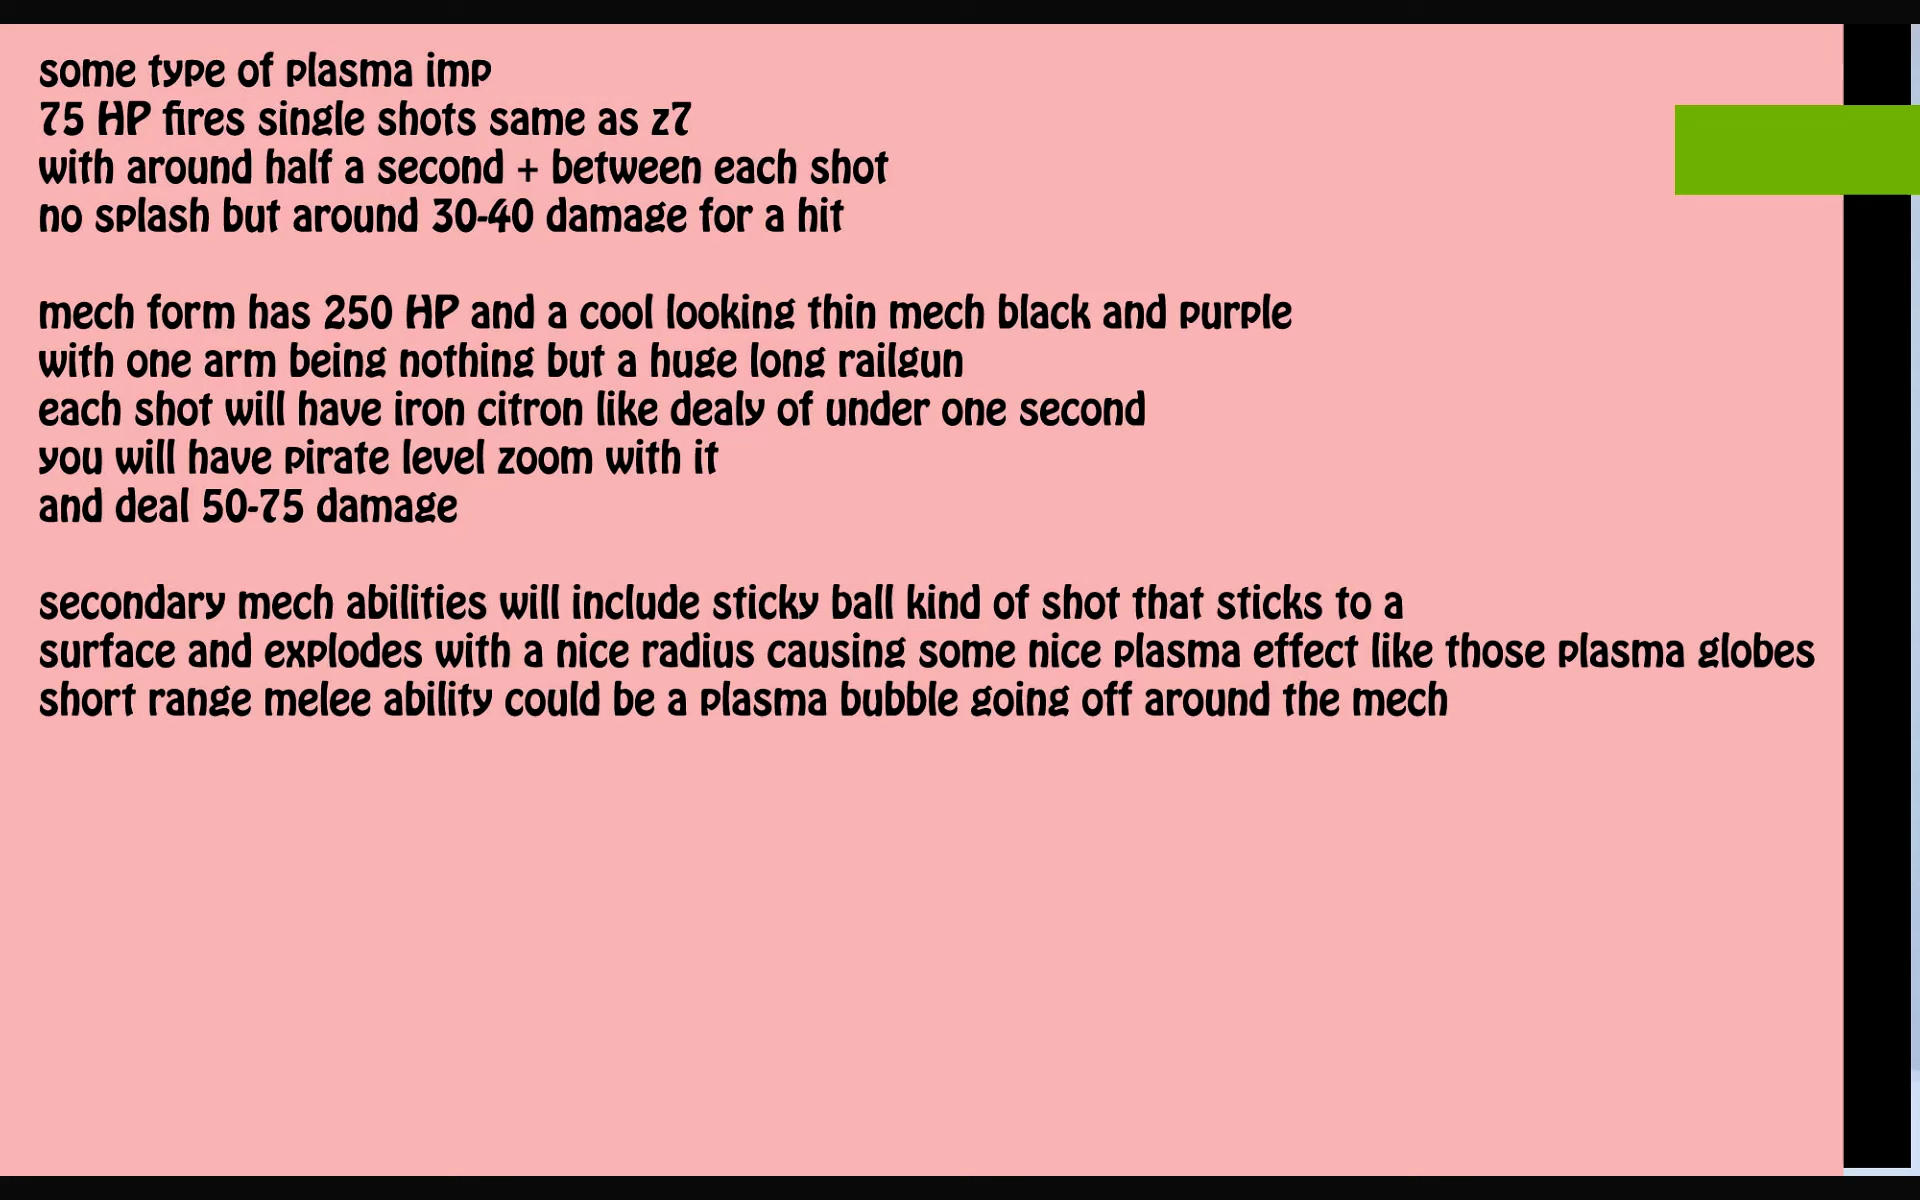 some type of plasma imp
75 HP fires single shots same as z7
with around half a second + between each shot
no splash but around 30-40 damage for a hit
mech form has 250 HP and a cool looking thin mech black and purple
with one arm being nothing but a huge long railgun
each shot will have iron citron like dealy of under one second
you will have pirate level zoom with it
and deal 50-75 damage
secondary mech abilities will include sticky ball kind of shot that sticks to a
surface and explodes with a nice radius causing some nice plasma effect like those plasma globes
short range melee ability could be a plasma bubble going off around the mech